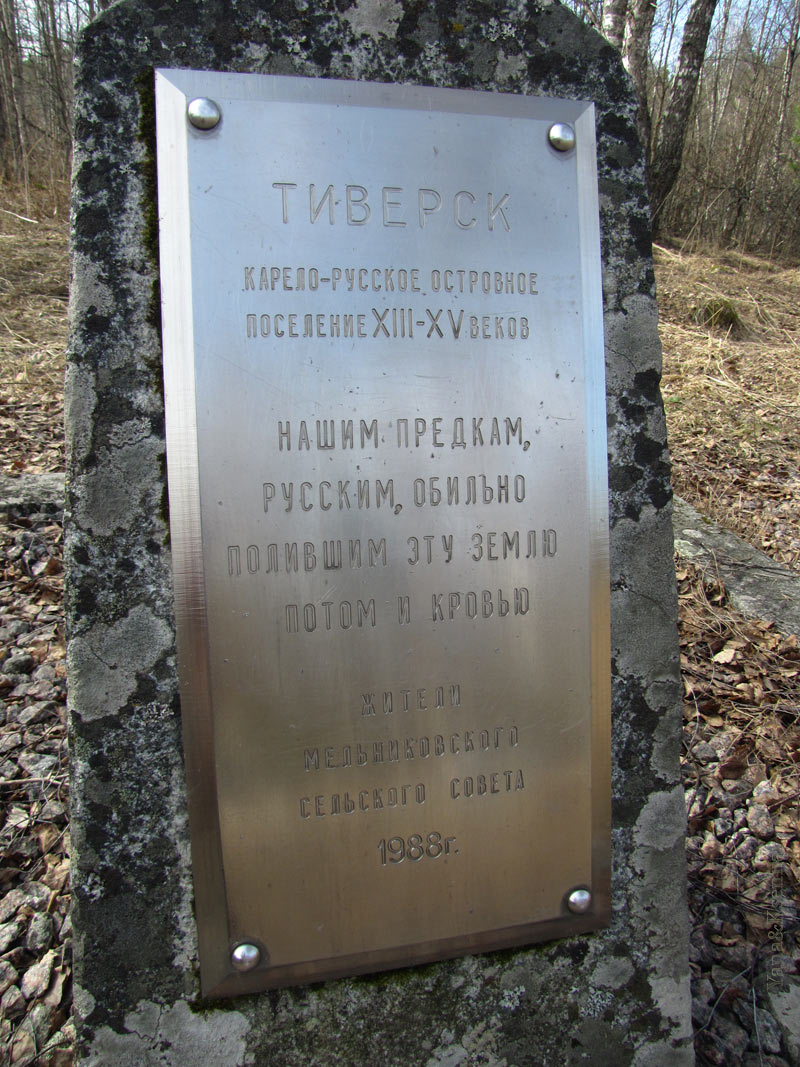 ТИВЕРСК
КАРЕЛО-РУССКОЕ ОСТРОВНОЕ
ПОСЕЛЕНИЕ XIII-XV ВЕКОВ
НАШИМ ПРЕДКАМ,
РУССКИМ, ОБИЛЬНО
ПОЛИВШИМ ЭТУ ЗЕМЛЮ
ПОТОМ И КРОВЬЮ
ЖИТЕЛИ
МЕЛЬНИКОВСКОГО
СЕЛЬСКОГО СОВЕТА
1988г.